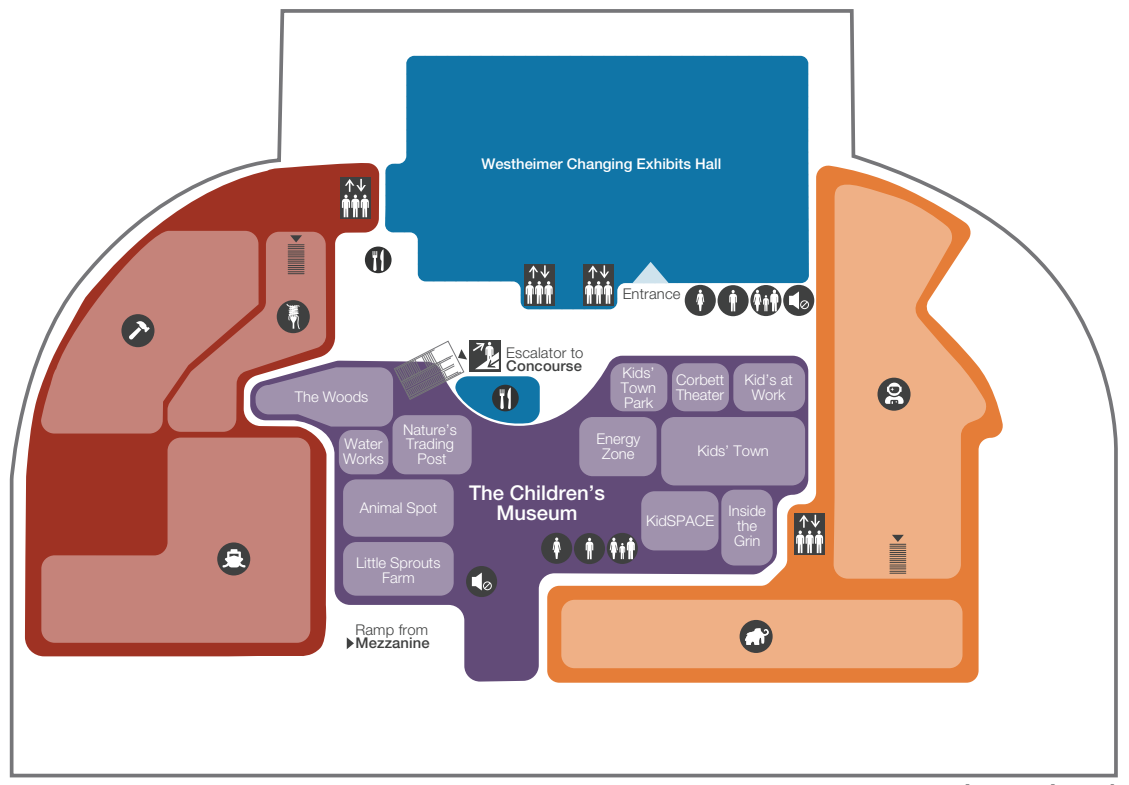 Westheimer Changing Exhibits Hall
Entrance
Escalator to
Concourse
The Woods
Water
Works
Nature's
Trading
Post
Animal Spot
Little Sprouts
Farm
The Children's
Museum
Kids'
Town
Park
Corbett
Theater
Kid's at
Work
Energy
Zone
Kids' Town
KidSPACE
Inside
the
Grin
Ramp from
Mezzanine